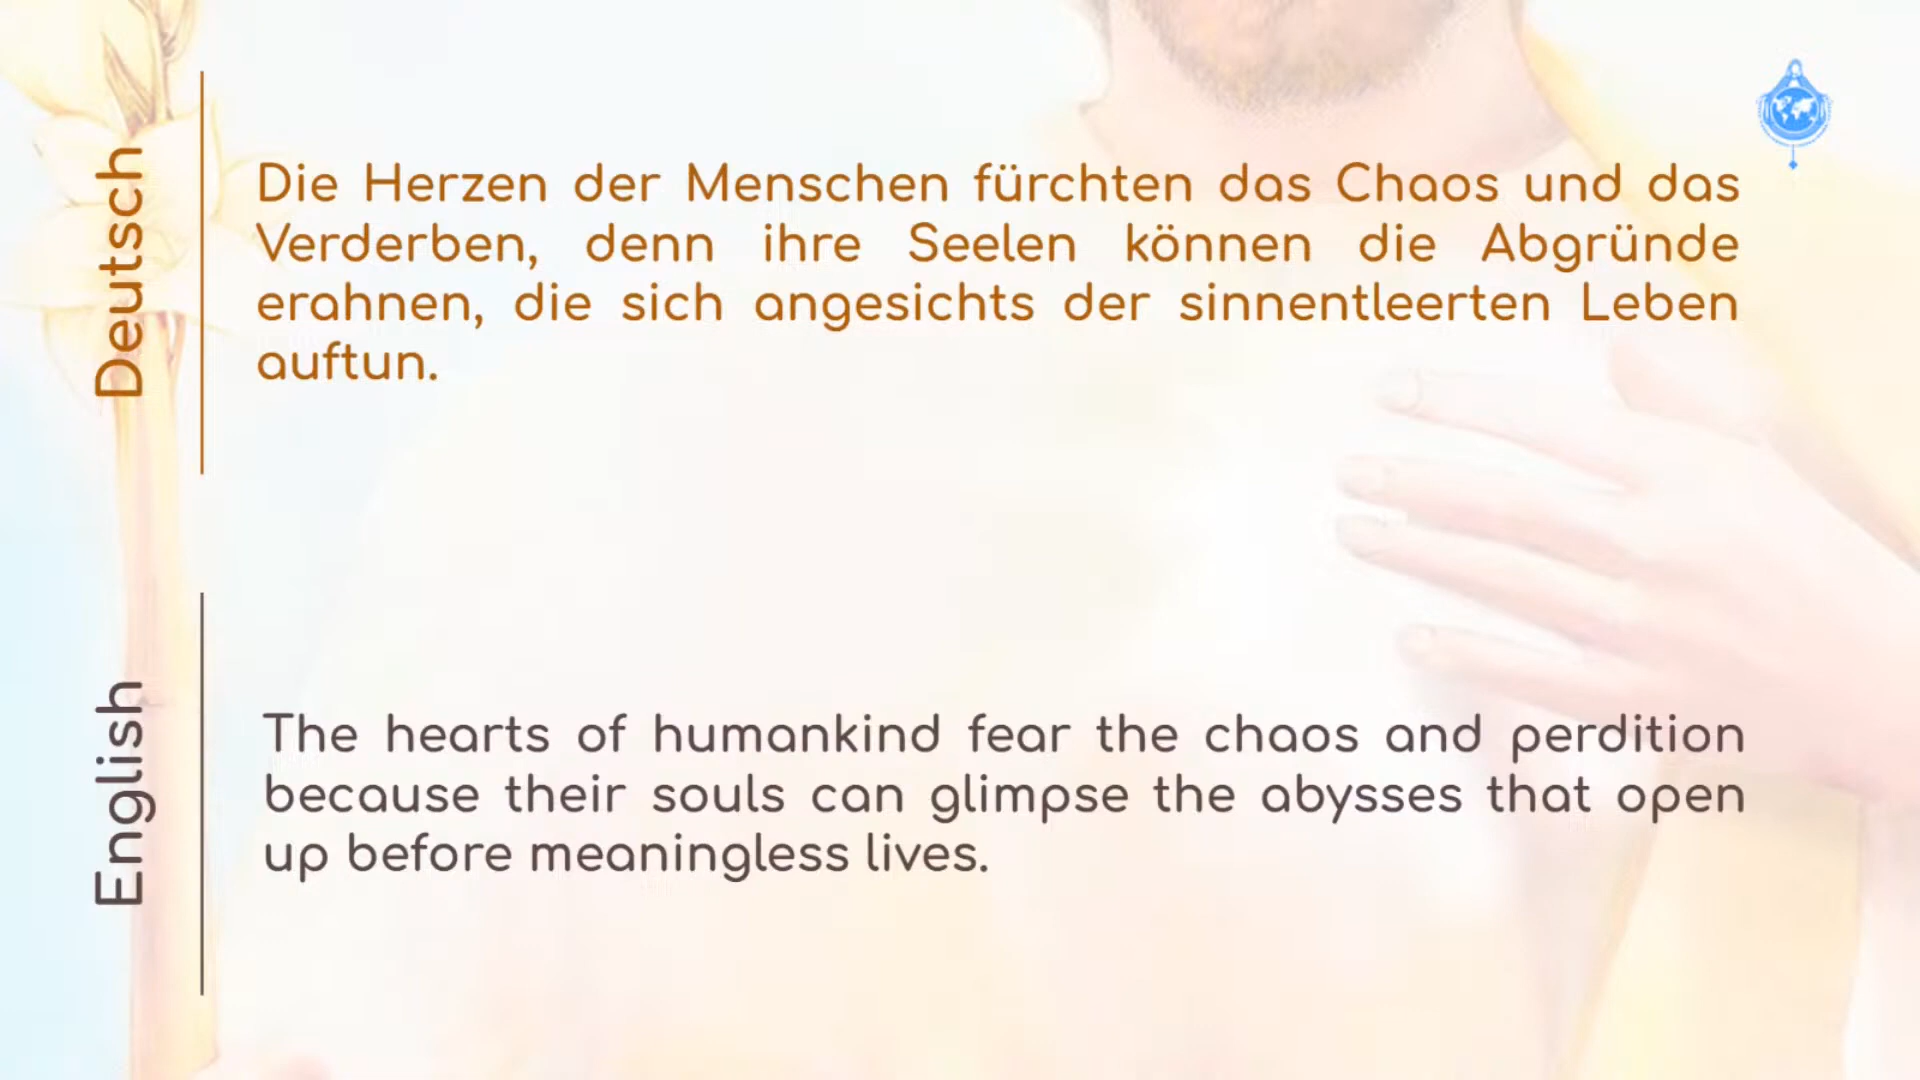 Deutsch
Die Herzen der Menschen fürchten das Chaos und das
Verderben, denn ihre Seelen können die Abgründe
erahnen, die sich angesichts der sinnentleerten Leben
auftun.
English
The hearts of humankind fear the chaos and perdition
because their souls can glimpse the abysses that open
up before meaningless lives.